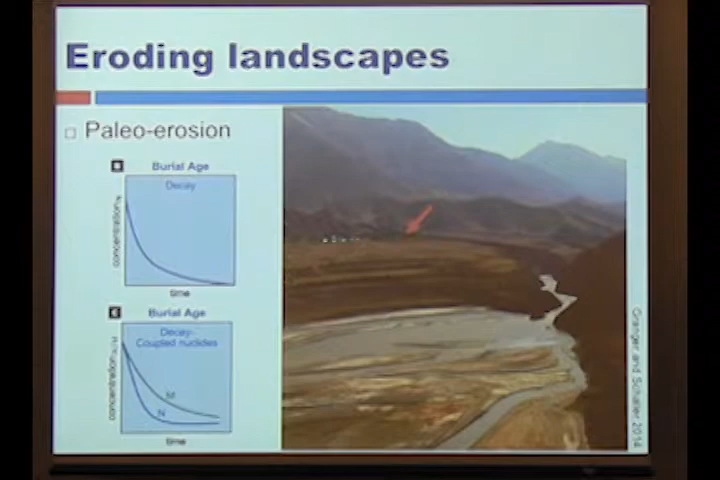 Eroding landscapes
Paleo-erosion
Burial Age
Decay
concentration
time
Burial Age
Decay-
Coupled nuclides
M
N
concentration
time
Granger and Schaller 2014